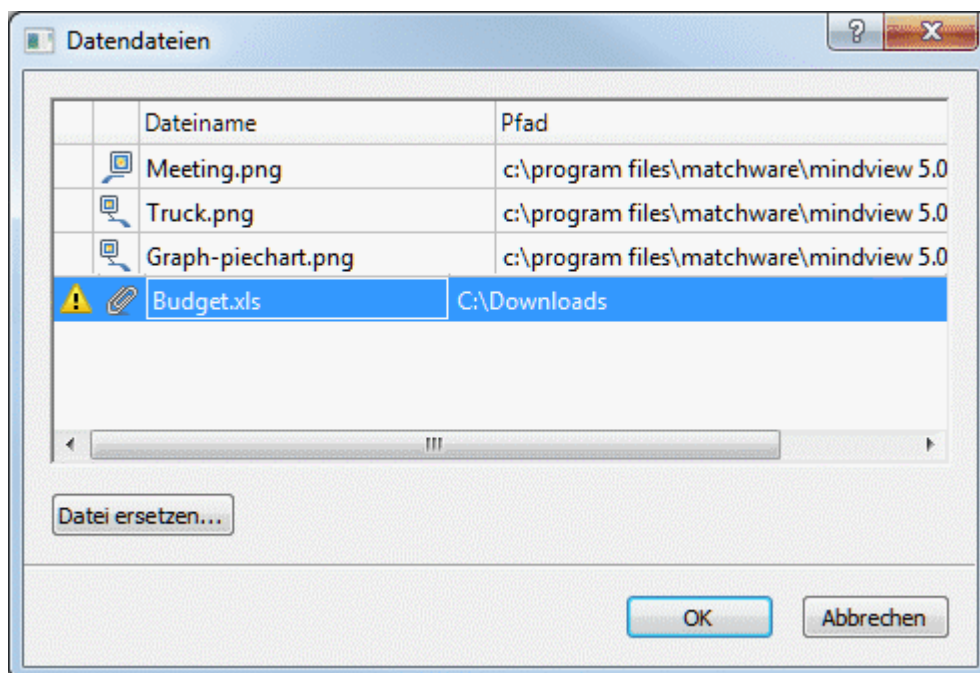 Datendateien
Dateiname Pfad
Meeting.png c:\program files\matchware\mindview 5.0
Truck.png c:\program files\matchware\mindview 5.0
Graph-piechart.png c:\program files\matchware\mindview 5.0
Budget.xls C:\Downloads
Datei ersetzen...
OK Abbrechen